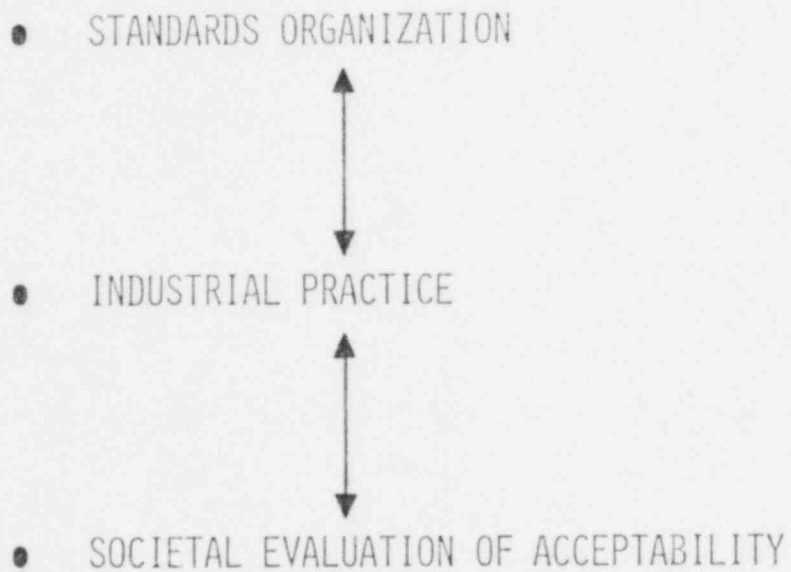 • STANDARDS ORGANIZATION
• INDUSTRIAL PRACTICE
• SOCIETAL EVALUATION OF ACCEPTABILITY